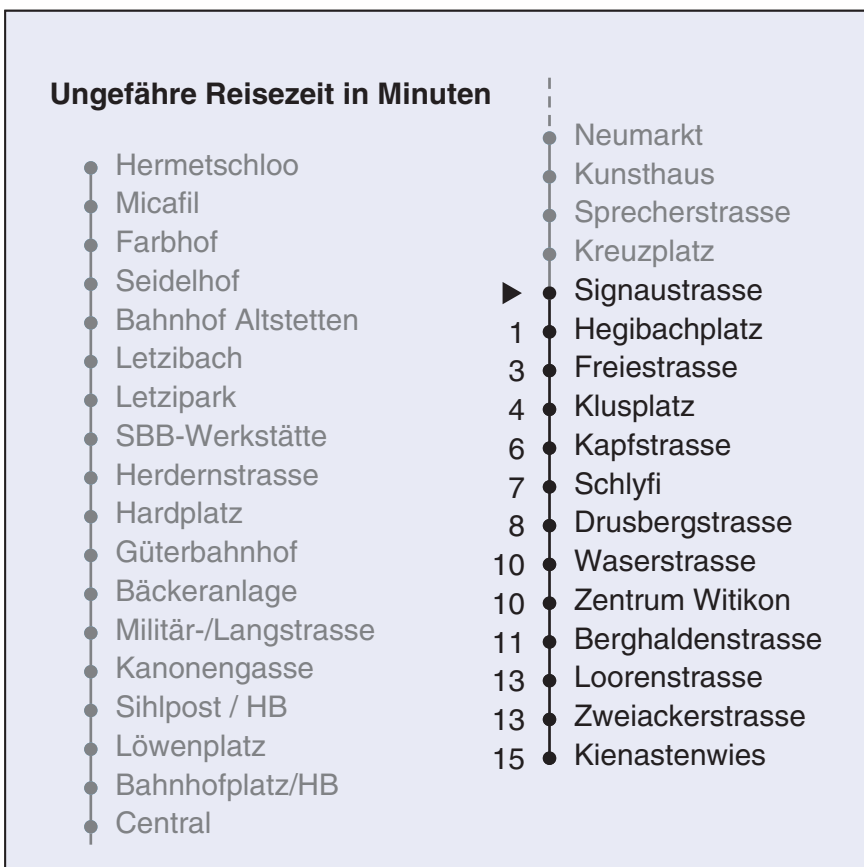 Ungefähre Reisezeit in Minuten
Hermetschloo
Micafil
Farbhof
Seidelhof
Bahnhof Altstetten
Letzibach
Letzipark
SBB-Werkstätte
Herdernstrasse
Hardplatz
Güterbahnhof
Bäckeranlage
Militär-/Langstrasse
Kanonengasse
Sihlpost / HB
Löwenplatz
Bahnhofplatz/HB
Central
Neumarkt
Kunsthaus
Sprecherstrasse
Kreuzplatz
Signaustrasse
1 Hegibachplatz
3 Freiestrasse
4 Klusplatz
6 Kapfstrasse
7 Schlyfi
8 Drusbergstrasse
10 Waserstrasse
10 Zentrum Witikon
11 Berghaldenstrasse
13 Loorenstrasse
13 Zweiackerstrasse
15 Kienastenwies